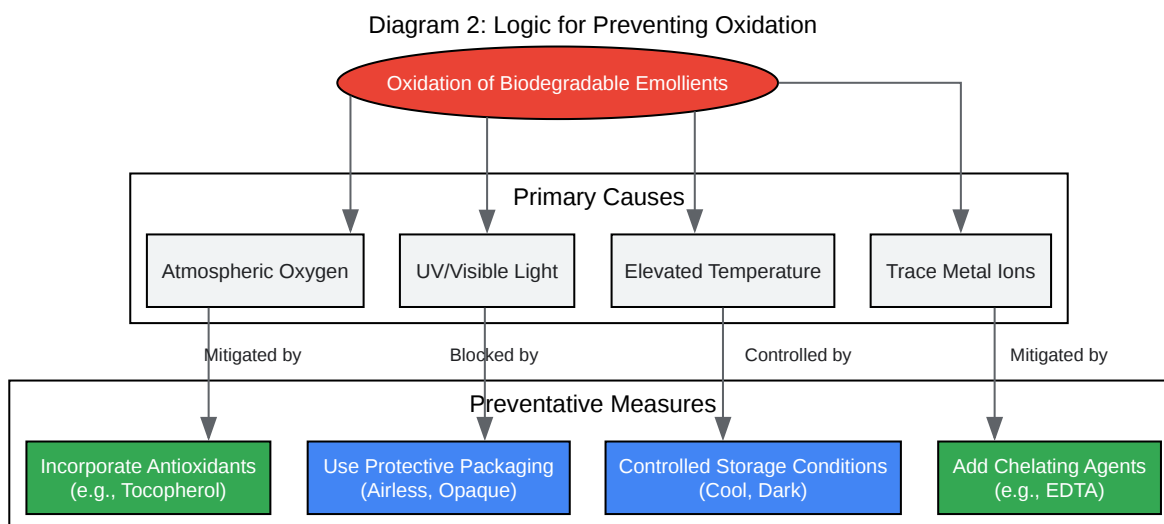 Diagram 2: Logic for Preventing Oxidation
Oxidation of Biodegradable Emollients
Primary Causes
Atmospheric Oxygen
UV/Visible Light
Elevated Temperature
Trace Metal Ions
Mitigated by
Blocked by
Controlled by
Mitigated by
Preventative Measures
Incorporate Antioxidants
(e.g., Tocopherol)
Use Protective Packaging
(Airless, Opaque)
Controlled Storage Conditions
(Cool, Dark)
Add Chelating Agents
(e.g., EDTA)